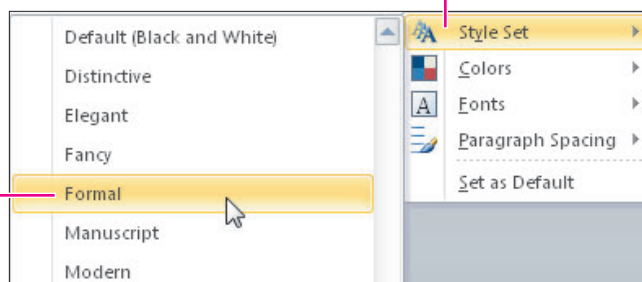 Default (Black and White)
Distinctive
Elegant
Fancy
Formal
Manuscript
Modern
Style Set
Colors
Fonts
Paragraph Spacing
Set as Default